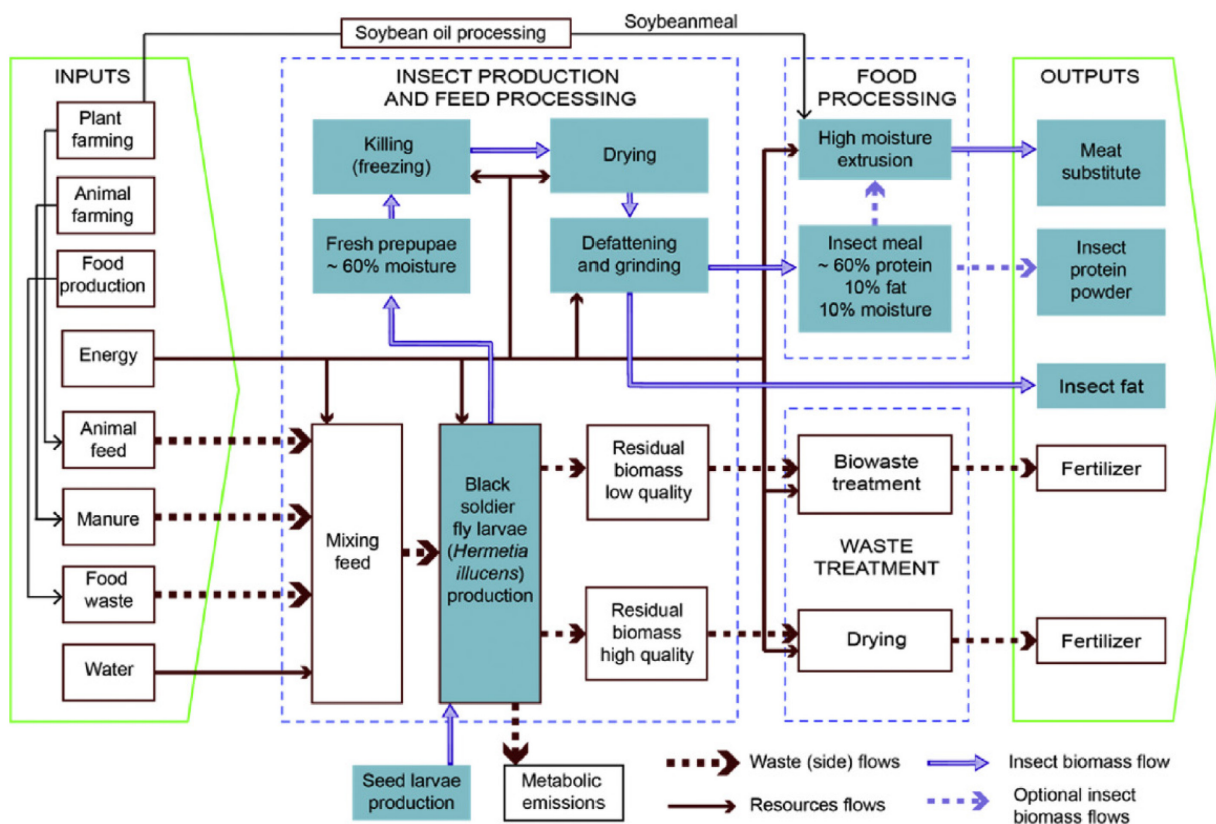 Soybean oil processing
Soybeanmeal
INPUTS
Plant
farming
Animal
farming
Food
production
Energy
Animal
feed
Manure
Food
waste
Water
INSECT PRODUCTION
AND FEED PROCESSING
Killing
(freezing)
Drying
Fresh prepupae
~ 60% moisture
Defattening
and grinding
Mixing
feed
Black
soldier
fly larvae
(Hermetia
illucens)
production
Residual
biomass
low quality
Residual
biomass
high quality
Seed larvae
production
Metabolic
emissions
FOOD
PROCESSING
High moisture
extrusion
Insect meal
~ 60% protein
10% fat
10% moisture
Biowaste
treatment
WASTE
TREATMENT
Drying
OUTPUTS
Meat
substitute
Insect
protein
powder
Insect fat
Fertilizer
Fertilizer
Waste (side) flows
Resources flows
Insect biomass flow
Optional insect
biomass flows